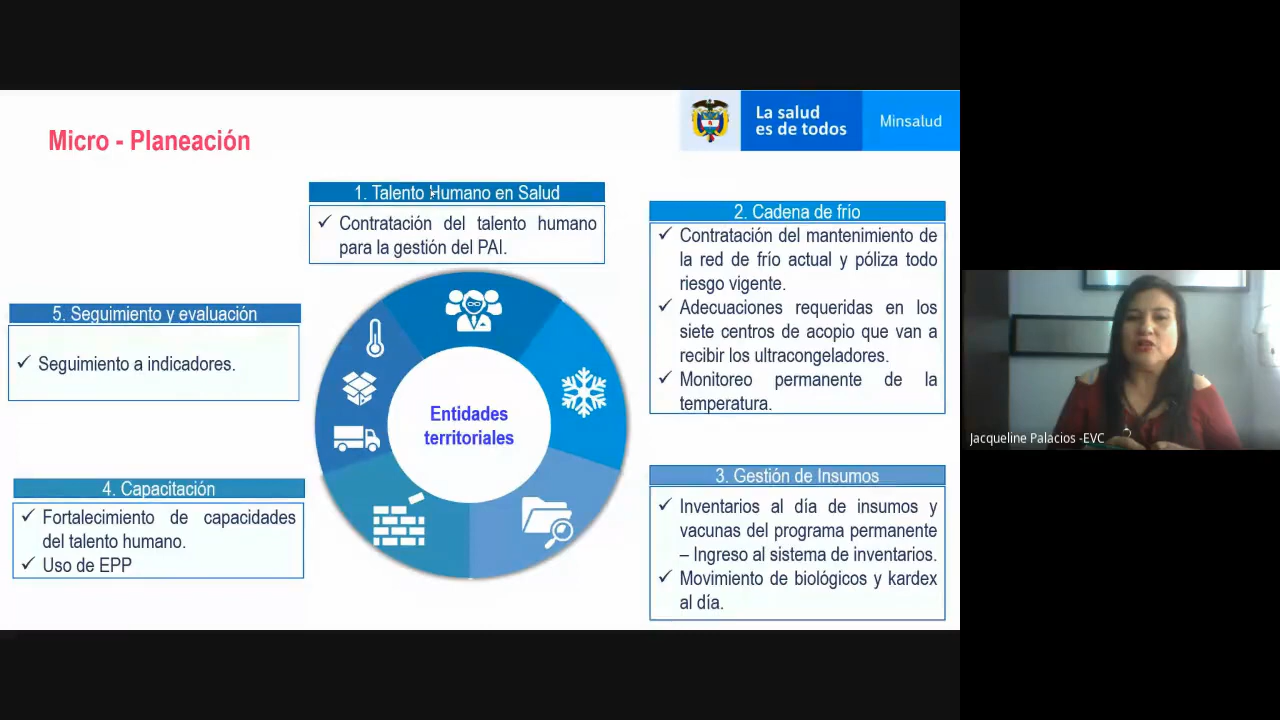 Micro - Planeación
La salud
es de todos
Minsalud
1. Talento Humano en Salud
✓ Contratación del talento humano
para la gestión del PAI.
2. Cadena de frío
✓ Contratación del mantenimiento de
la red de frío actual y póliza todo
riesgo vigente.
✓ Adecuaciones requeridas en los
siete centros de acopio que van a
recibir los ultracongeladores.
✓ Monitoreo permanente de la
temperatura.
3. Gestión de Insumos
✓ Inventarios al día de insumos y
vacunas del programa permanente
– Ingreso al sistema de inventarios.
✓ Movimiento de biológicos y kardex
al día.
4. Capacitación
✓ Fortalecimiento de capacidades
del talento humano.
✓ Uso de EPP
5. Seguimiento y evaluación
✓ Seguimiento a indicadores.
Entidades
territoriales
Jacqueline Palacios -EVC